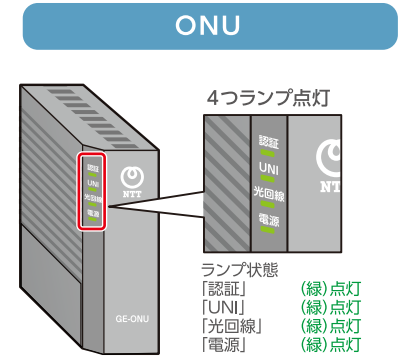 ONU
4つランプ点灯
認証
UNI
光回線
電源
NTT
GE-ONU
認証
UNI
光回線
電源
NTT
ランプ状態
「認証」 (緑)点灯
「UNI」 (緑)点灯
「光回線」 (緑)点灯
「電源」 (緑)点灯